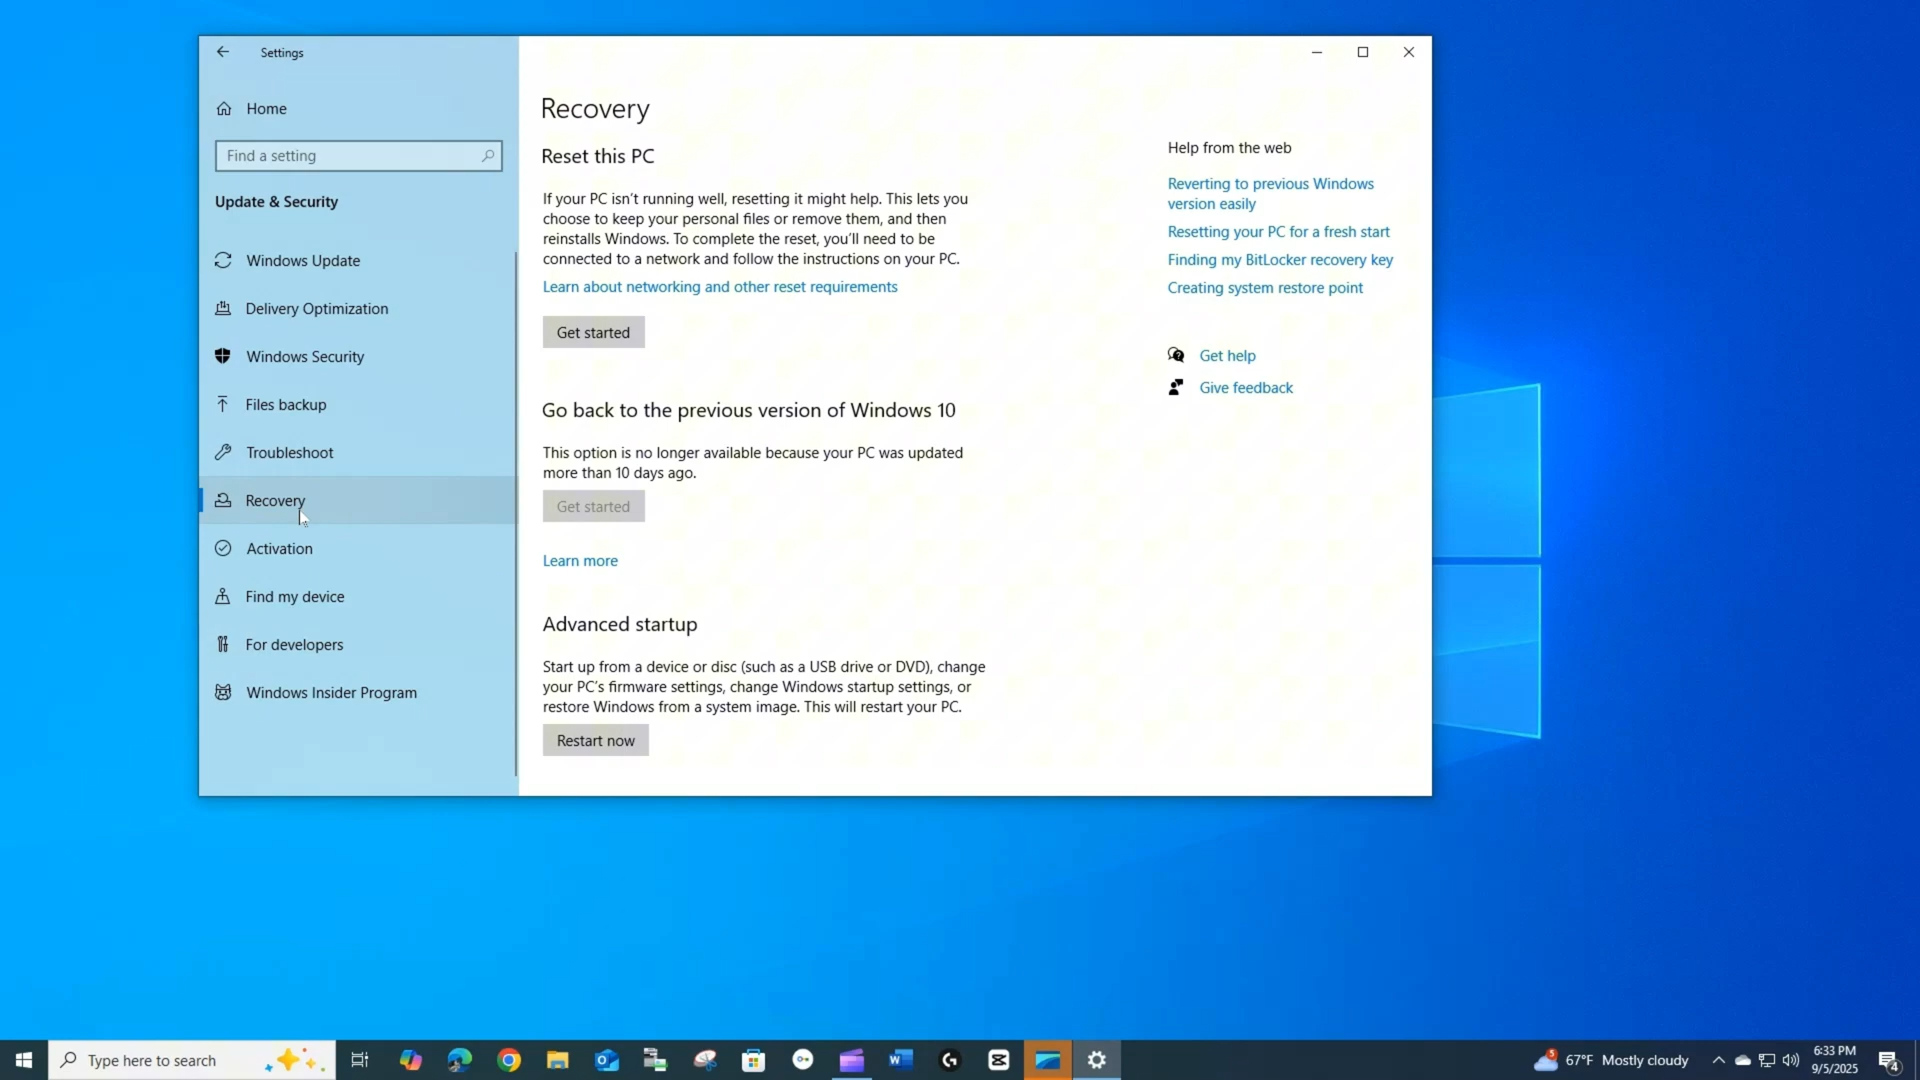 Settings
Home
Find a setting
Update & Security
Windows Update
Delivery Optimization
Windows Security
Files backup
Troubleshoot
Recovery
Activation
Find my device
For developers
Windows Insider Program
Recovery
Reset this PC
If your PC isn't running well, resetting it might help. This lets you
choose to keep your personal files or remove them, and then
reinstalls Windows. To complete the reset, you'll need to be
connected to a network and follow the instructions on your PC.
Learn about networking and other reset requirements
Get started
Go back to the previous version of Windows 10
This option is no longer available because your PC was updated
more than 10 days ago.
Get started
Learn more
Advanced startup
Start up from a device or disc (such as a USB drive or DVD), change
your PC's firmware settings, change Windows startup settings, or
restore Windows from a system image. This will restart your PC.
Restart now
Help from the web
Reverting to previous Windows
version easily
Resetting your PC for a fresh start
Finding my BitLocker recovery key
Creating system restore point
Get help
Give feedback
Type here to search
5
67°F Mostly cloudy
6:33 PM
9/5/2025
4